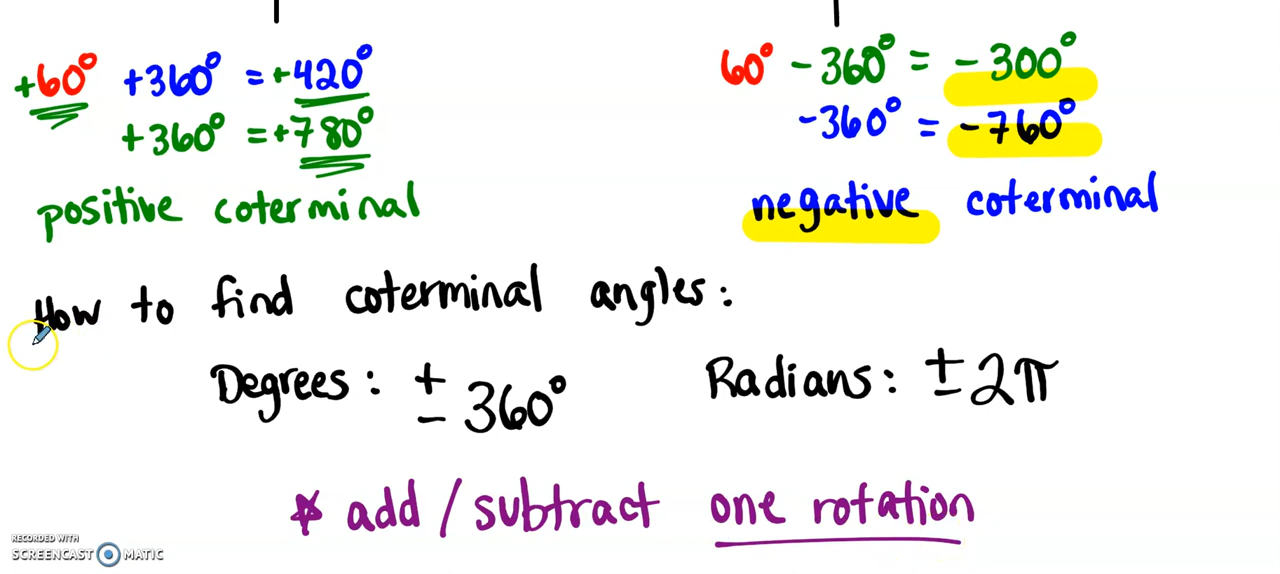 +60° +360° = +420°
+360° = +780°
positive coterminal
60° - 360° = - 300°
-360° = -760°
negative coterminal
How to find coterminal angles:
Degrees: ± 360°
Radians: ± 2π
* add / subtract one rotation
RECORDED WITH
SCREENCAST MATIC